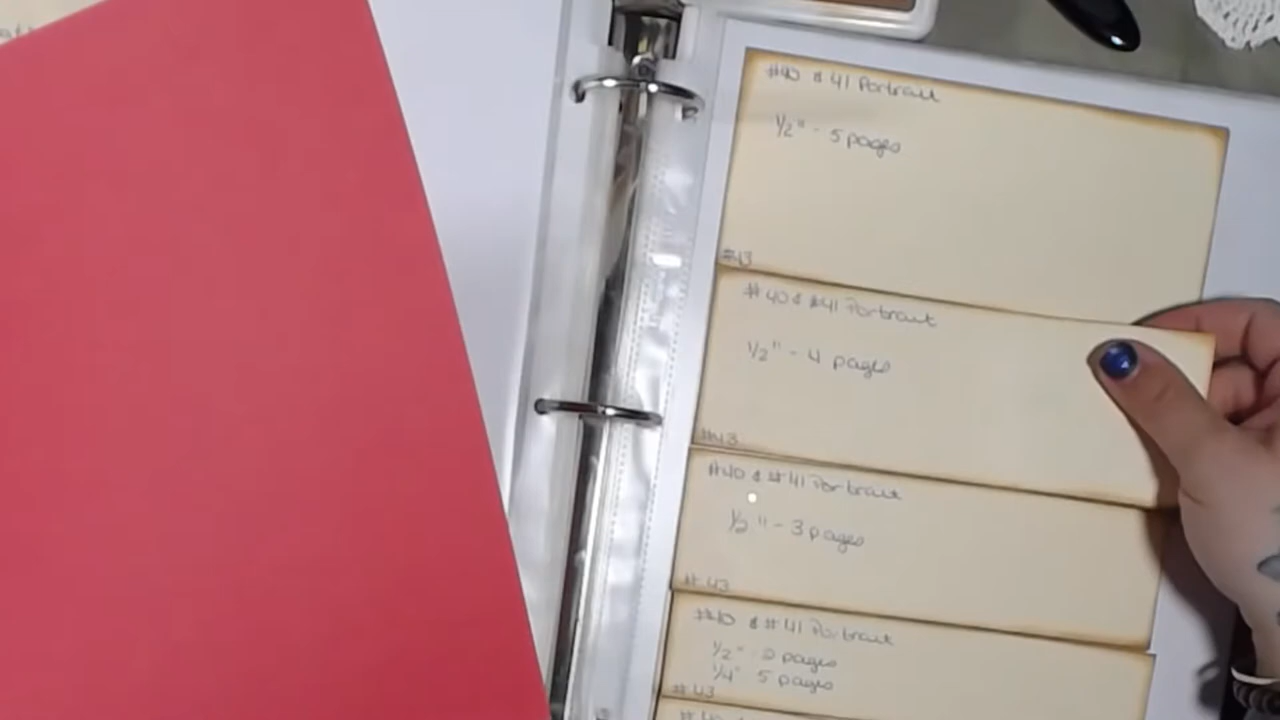 #40 & 41 Portrait
1/2" - 5 pages
#43
#40 & #41 Portrait
1/2" - 4 pages
#43
#40 & #41 Portrait
1/2" - 3 pages
#43
#40 & #41 Portrait
1/2" 2 pages
1/4" 5 pages
#43